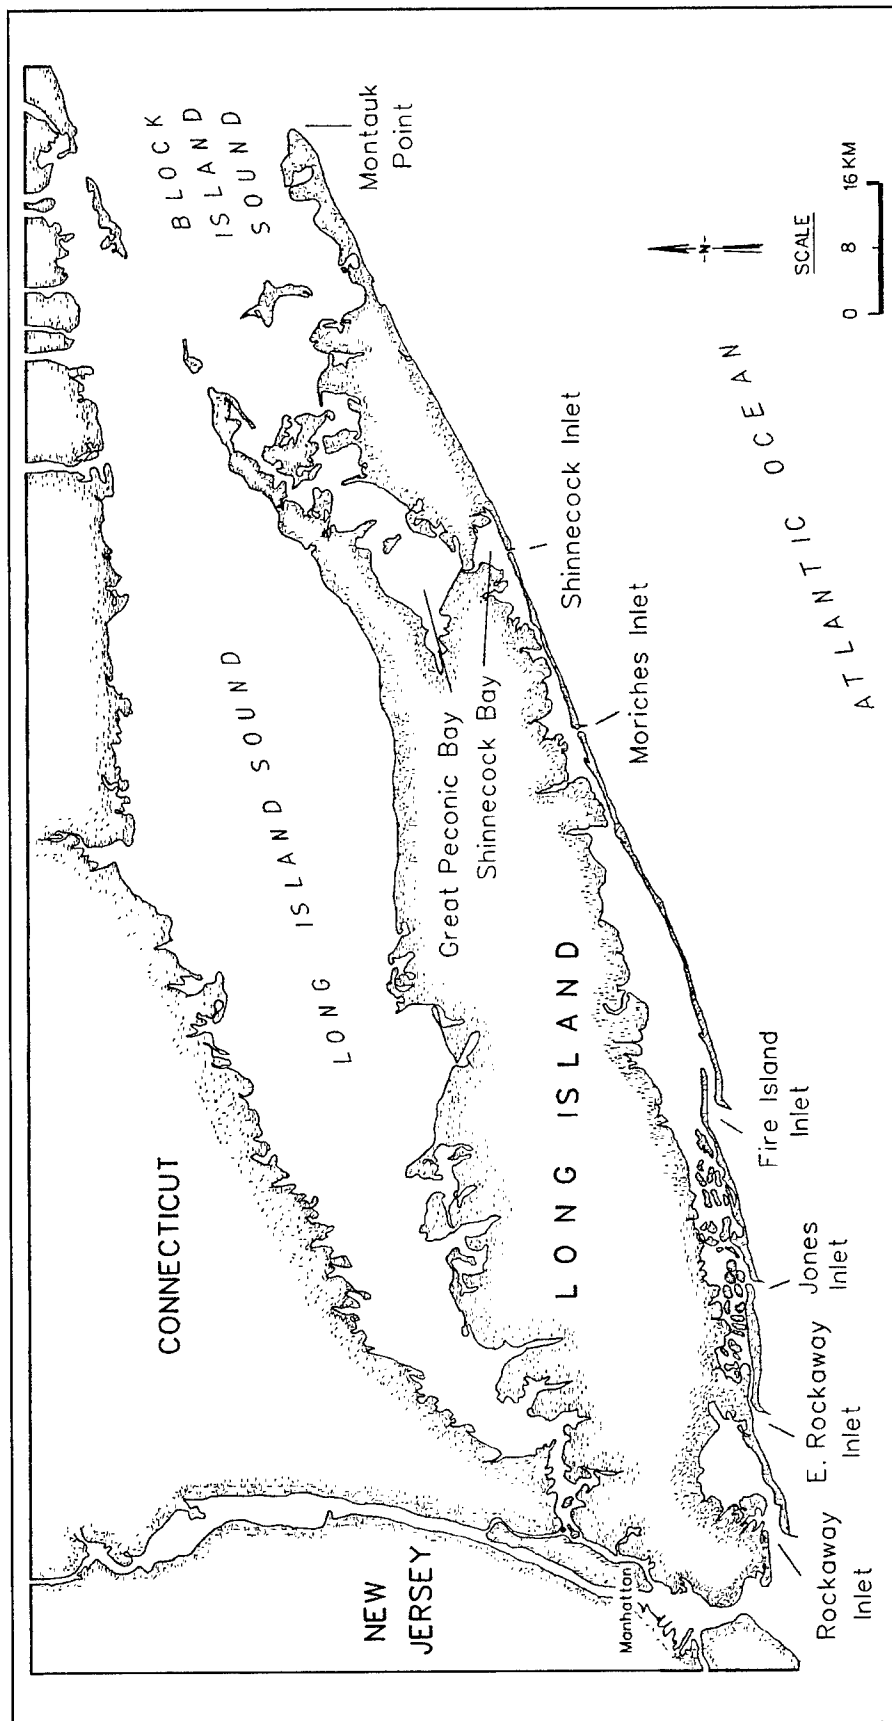 CONNECTICUT
NEW
JERSEY
Manhattan
LONG ISLAND SOUND
BLOCK
ISLAND
SOUND
Montauk
Point
Great Peconic Bay
Shinnecock Bay
LONG ISLAND
Shinnecock Inlet
Moriches Inlet
Fire Island
Inlet
Jones
Inlet
E. Rockaway
Inlet
Rockaway
Inlet
ATLANTIC OCEAN
-N-
SCALE
0 8 16 KM